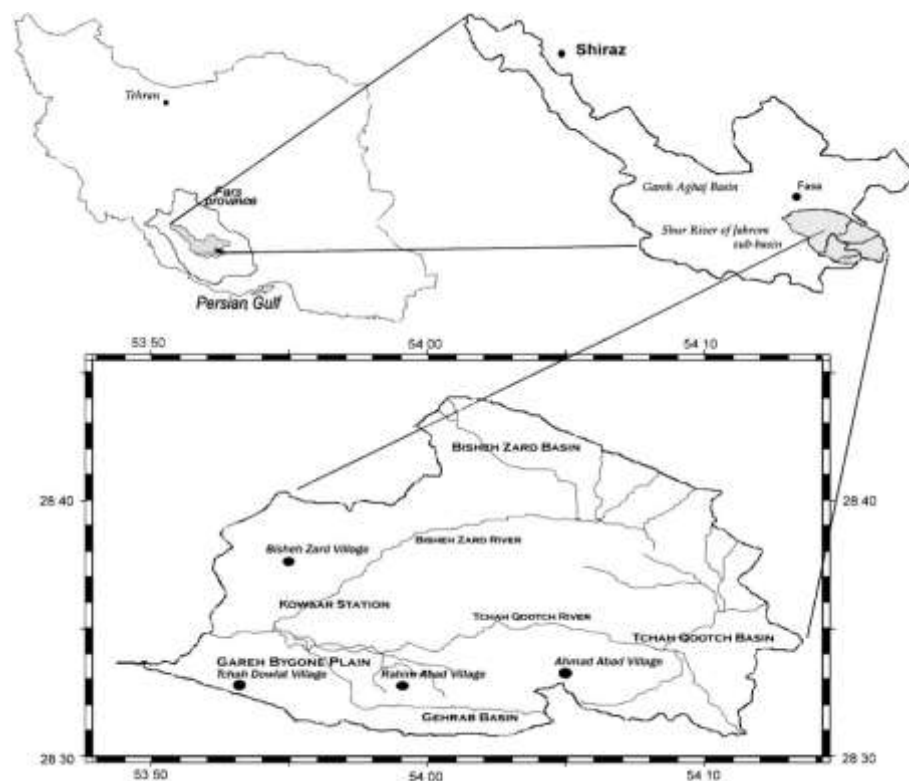 Shiraz
Tehran
Fars
province
Gareh Aghaj Basin
Fasa
Shur River of Jahrom
sub-basin
Persian Gulf
53 50
54 00
54 10
BISHEH ZARD BASIN
28 40
28 40
BISHEH ZARD RIVER
Bisheh Zard Village
KOWSAR STATION
TCHAH QOOTCH RIVER
TCHAH QOOTCH BASIN
GAREH BYGONE PLAIN
Tchah Dowlat Village
Rahim Abad Village
Ahmad Abad Village
GEHRAB BASIN
28 30
28 30
53 50
54 00
54 10